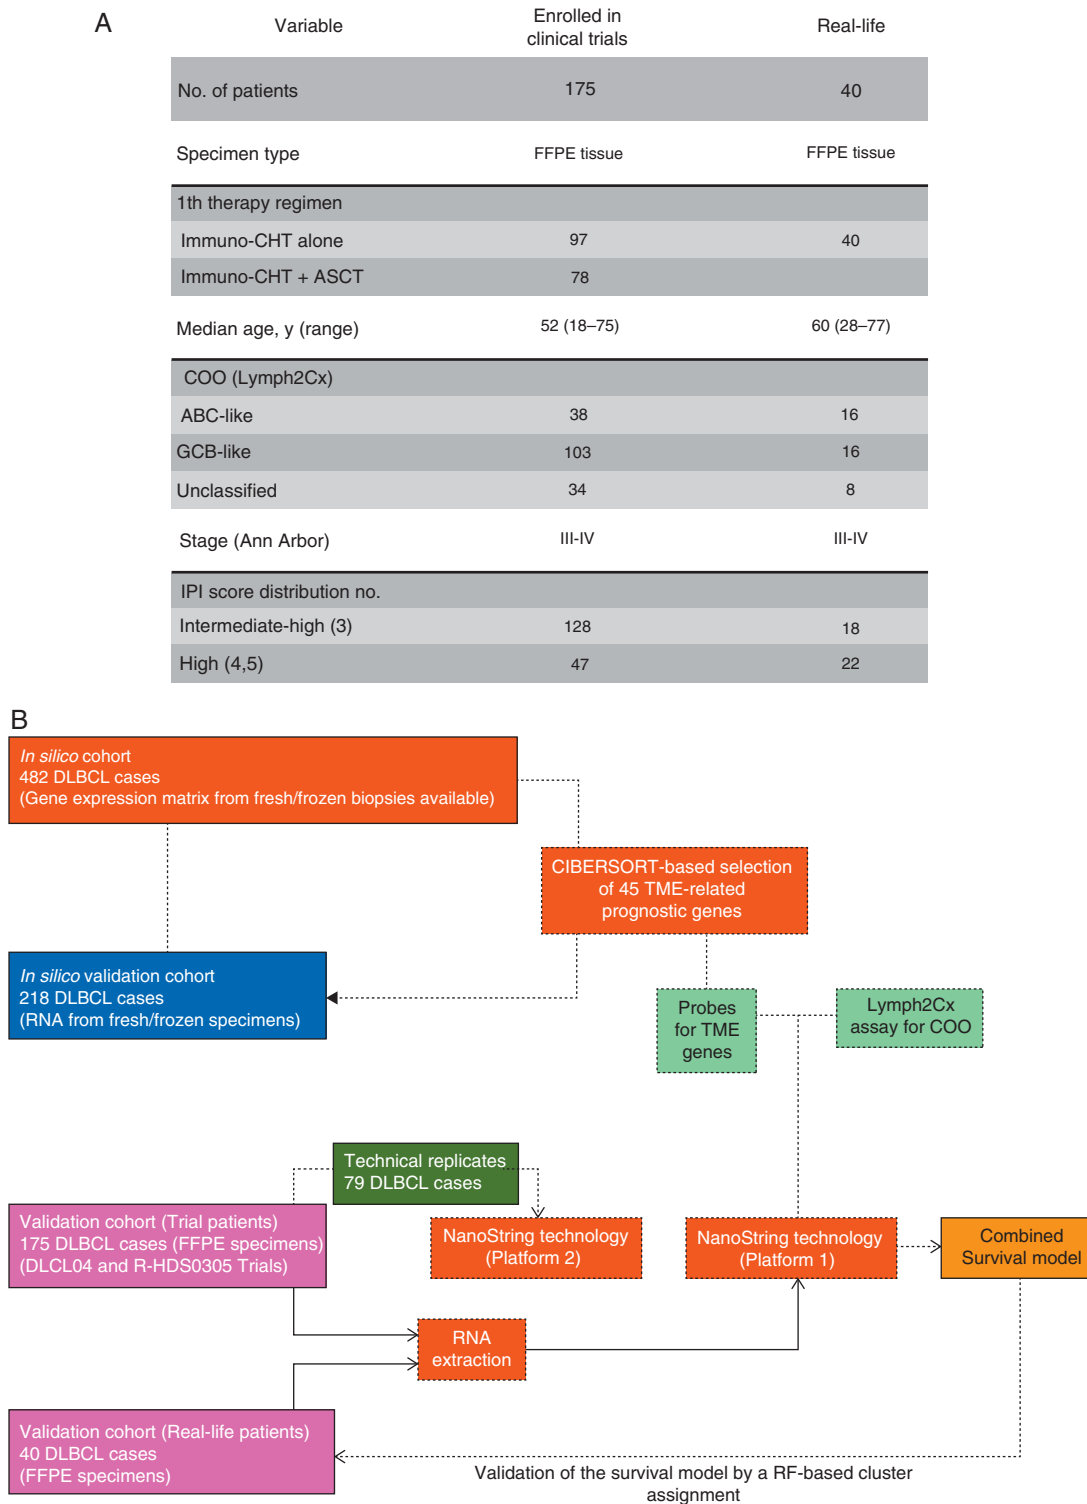 A
Variable
Enrolled in
clinical trials
Real-life
No. of patients 175 40
Specimen type FFPE tissue FFPE tissue
1th therapy regimen
Immuno-CHT alone 97 40
Immuno-CHT + ASCT 78
Median age, y (range) 52 (18–75) 60 (28–77)
COO (Lymph2Cx)
ABC-like 38 16
GCB-like 103 16
Unclassified 34 8
Stage (Ann Arbor) III-IV III-IV
IPI score distribution no.
Intermediate-high (3) 128 18
High (4,5) 47 22
B
In silico cohort
482 DLBCL cases
(Gene expression matrix from fresh/frozen biopsies available)
CIBERSORT-based selection
of 45 TME-related
prognostic genes
In silico validation cohort
218 DLBCL cases
(RNA from fresh/frozen specimens)
Probes
for TME
genes
Lymph2Cx
assay for COO
Technical replicates
79 DLBCL cases
Validation cohort (Trial patients)
175 DLBCL cases (FFPE specimens)
(DLCL04 and R-HDS0305 Trials)
NanoString technology
(Platform 2)
NanoString technology
(Platform 1)
Combined
Survival model
RNA
extraction
Validation cohort (Real-life patients)
40 DLBCL cases
(FFPE specimens)
Validation of the survival model by a RF-based cluster
assignment